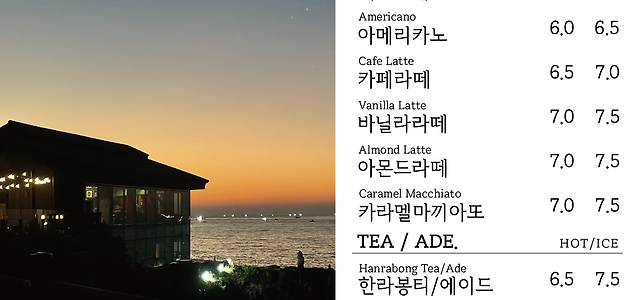 Americano
아메리카노 6.0 6.5
Cafe Latte
카페라떼 6.5 7.0
Vanilla Latte
바닐라라떼 7.0 7.5
Almond Latte
아몬드라떼 7.0 7.5
Caramel Macchiato
카라멜마끼아또 7.0 7.5
TEA / ADE. HOT/ICE
Hanrabong Tea/Ade
한라봉티/에이드 6.5 7.5